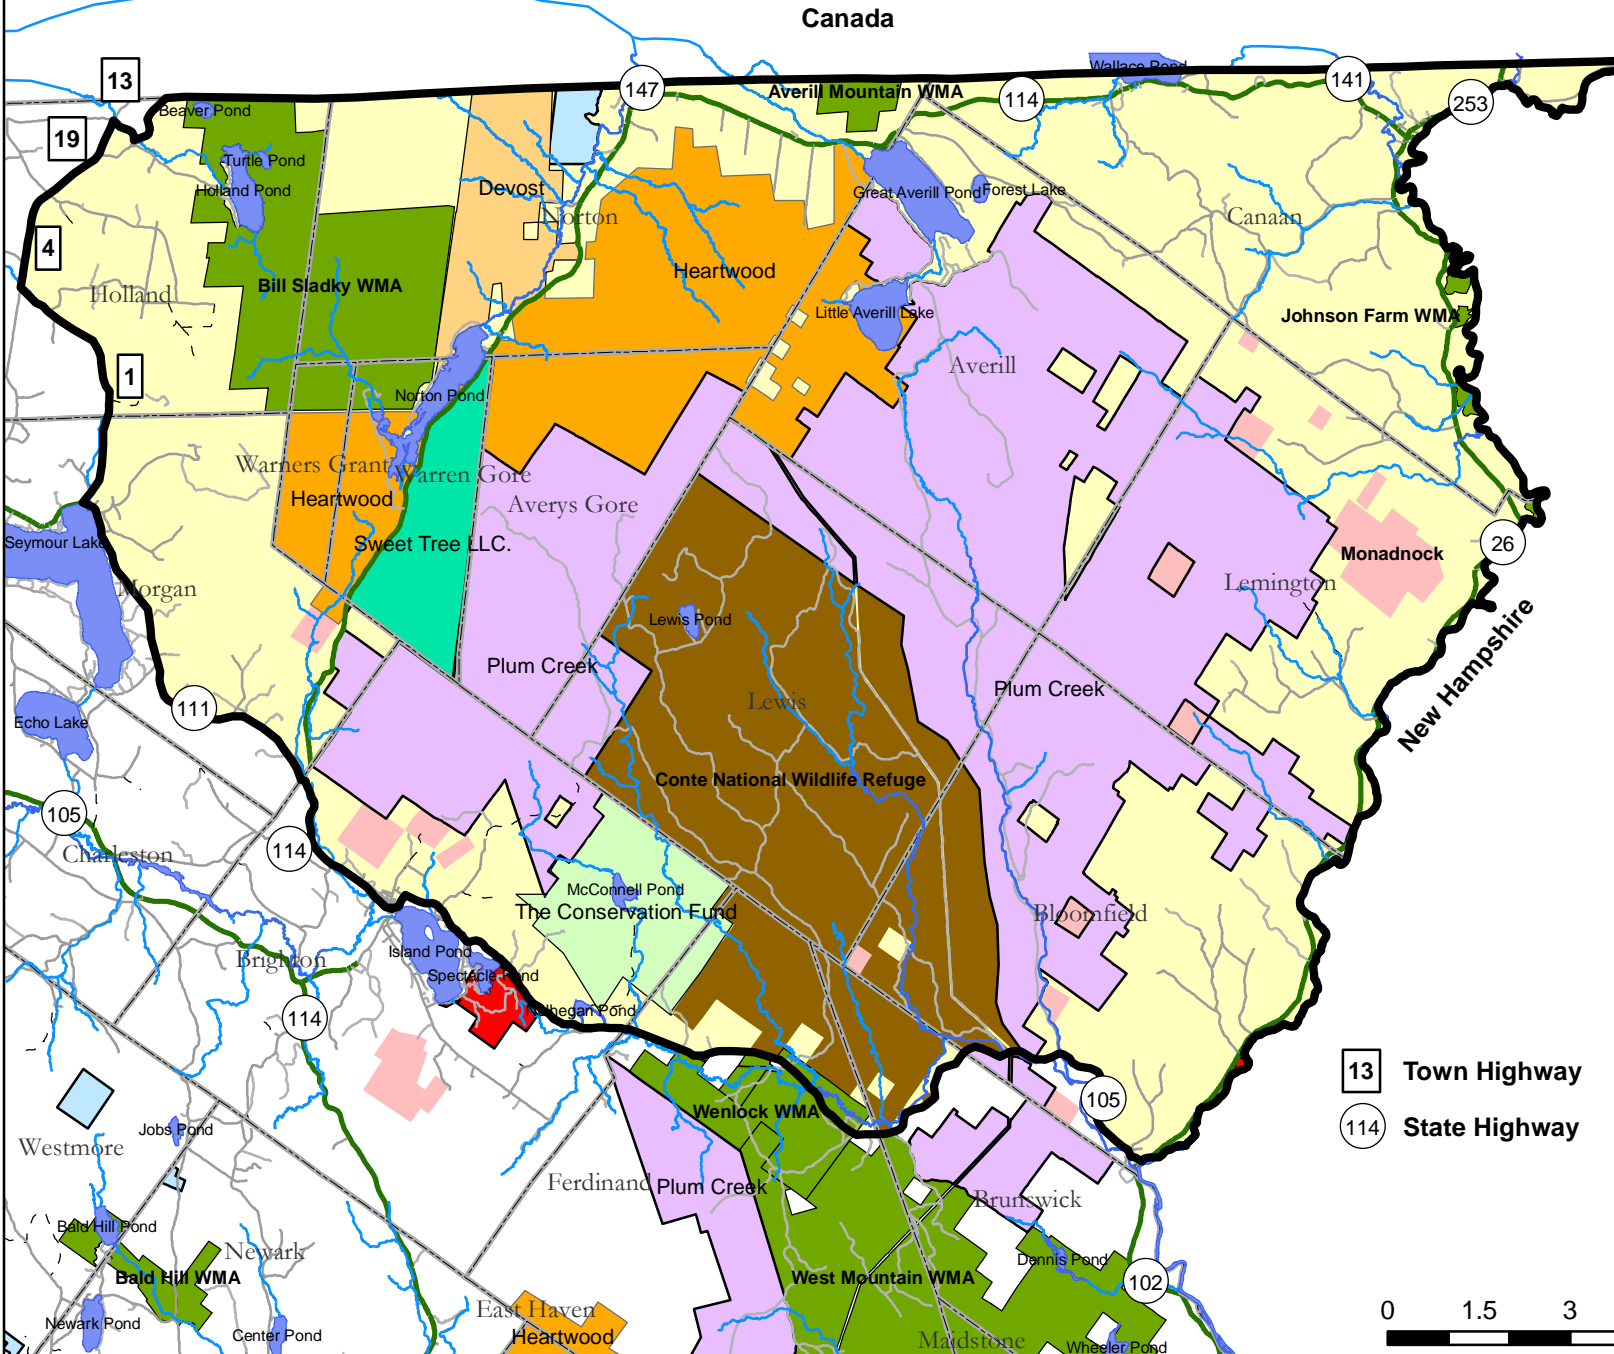 Canada
Wallace Pond
13
147
141
Averill Mountain WMA
114
253
Beaver Pond
19
Turtle Pond
Devost
Holland Pond
Great Averill Pond
Forest Lake
Norton
Canaan
4
Heartwood
Bill Sladky WMA
Holland
Little Averill Lake
Johnson Farm WMA
Averill
1
Norton Pond
Warners Grant
Warren Gore
Heartwood
Averys Gore
Seymour Lake
Sweet Tree LLC.
26
Monadnock
Morgan
Lemington
Lewis Pond
New Hampshire
Plum Creek
Plum Creek
Lewis
111
Echo Lake
Conte National Wildlife Refuge
105
114
Charleston
McConnell Pond
The Conservation Fund
Bloomfield
Island Pond
Brighton
Spectacle Pond
Nulhegan Pond
114
13 Town Highway
105
Wenlock WMA
114 State Highway
Jobs Pond
Westmore
Ferdinand
Plum Creek
Brunswick
Bald Hill Pond
Newark
Dennis Pond
Bald Hill WMA
West Mountain WMA
102
East Haven
0 1.5 3
Newark Pond
Center Pond
Heartwood
Maidstone
Wheeler Pond